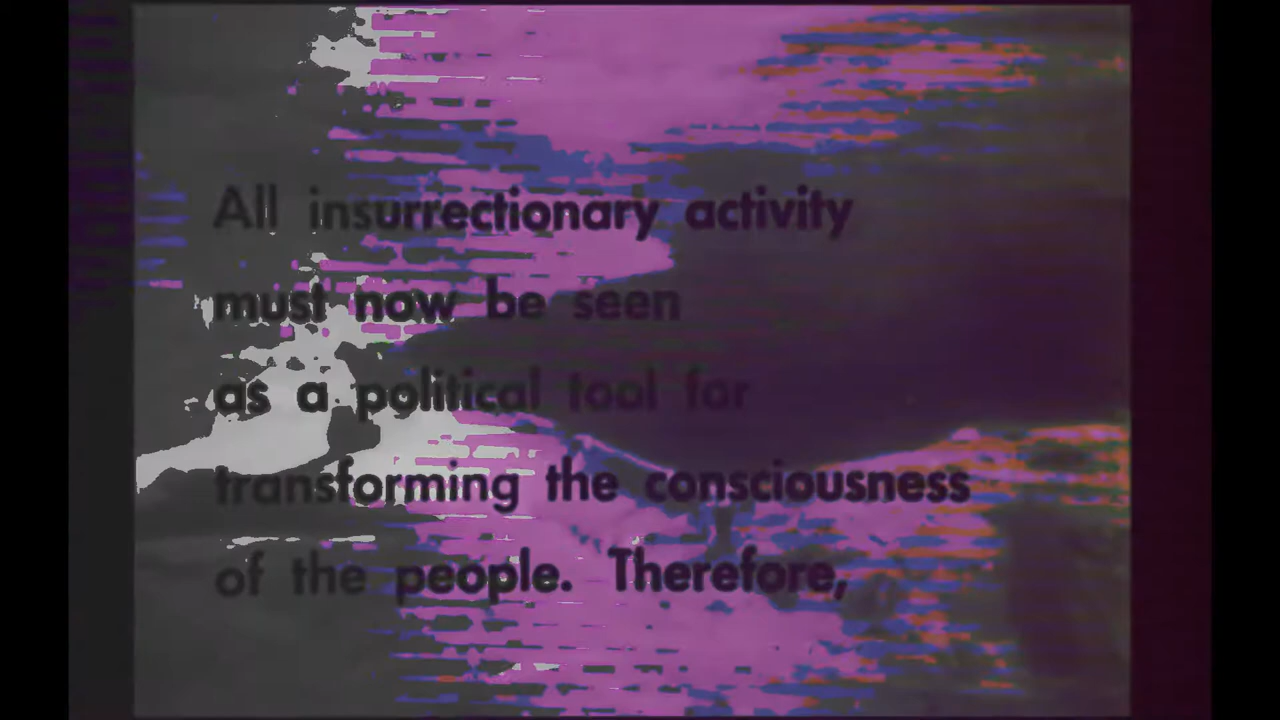 All insurrectionary activity
must now be seen
as a political tool for
transforming the consciousness
of the people. Therefore,